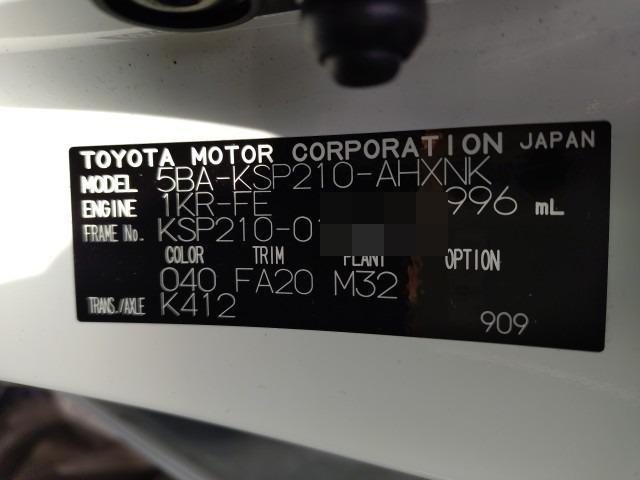 TOYOTA MOTOR CORPORATION JAPAN
MODEL 5BA-KSP210-AHXNK
ENGINE 1KR-FE 996 mL
FRAME No. KSP210-01
COLOR TRIM PLANT OPTION
040 FA20 M32
TRANS./AXLE K412
909